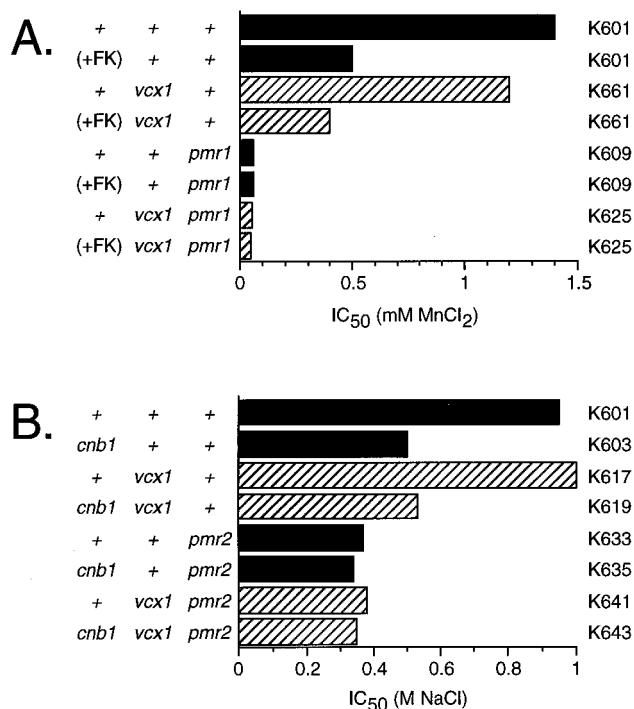 A.
+ + + K601
(+FK) + + K601
+ vcx1 + K661
(+FK) vcx1 + K661
+ + pmr1 K609
(+FK) + pmr1 K609
+ vcx1 pmr1 K625
(+FK) vcx1 pmr1 K625
0 0.5 1 1.5
IC50 (mM MnCl2)
B.
+ + + K601
cnb1 + + K603
+ vcx1 + K617
cnb1 vcx1 + K619
+ + pmr2 K633
cnb1 + pmr2 K635
+ vcx1 pmr2 K641
cnb1 vcx1 pmr2 K643
0 0.2 0.4 0.6 0.8 1
IC50 (M NaCl)